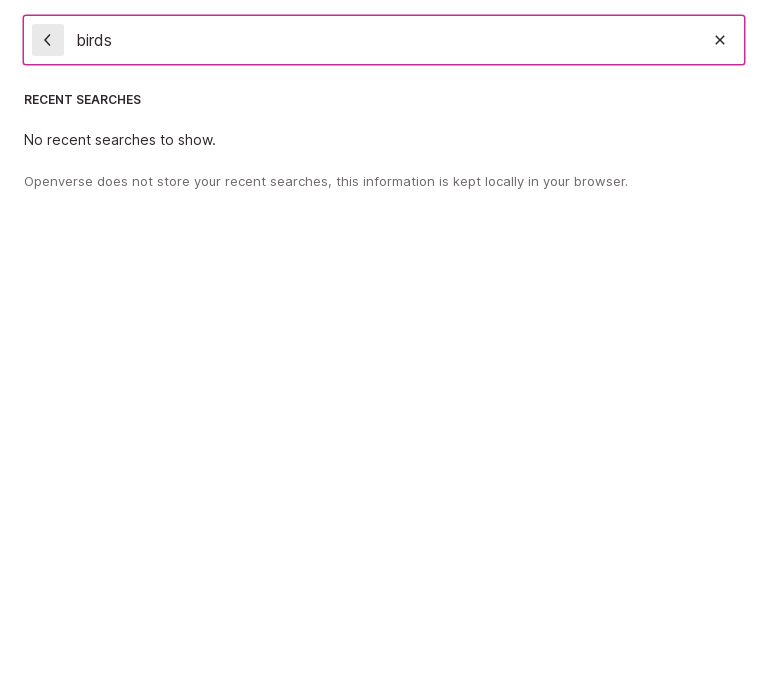 birds
RECENT SEARCHES
No recent searches to show.
Openverse does not store your recent searches, this information is kept locally in your browser.